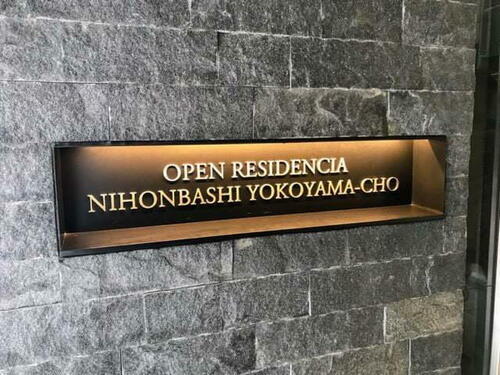 OPEN RESIDENCIA
NIHONBASHI YOKOYAMA-CHO